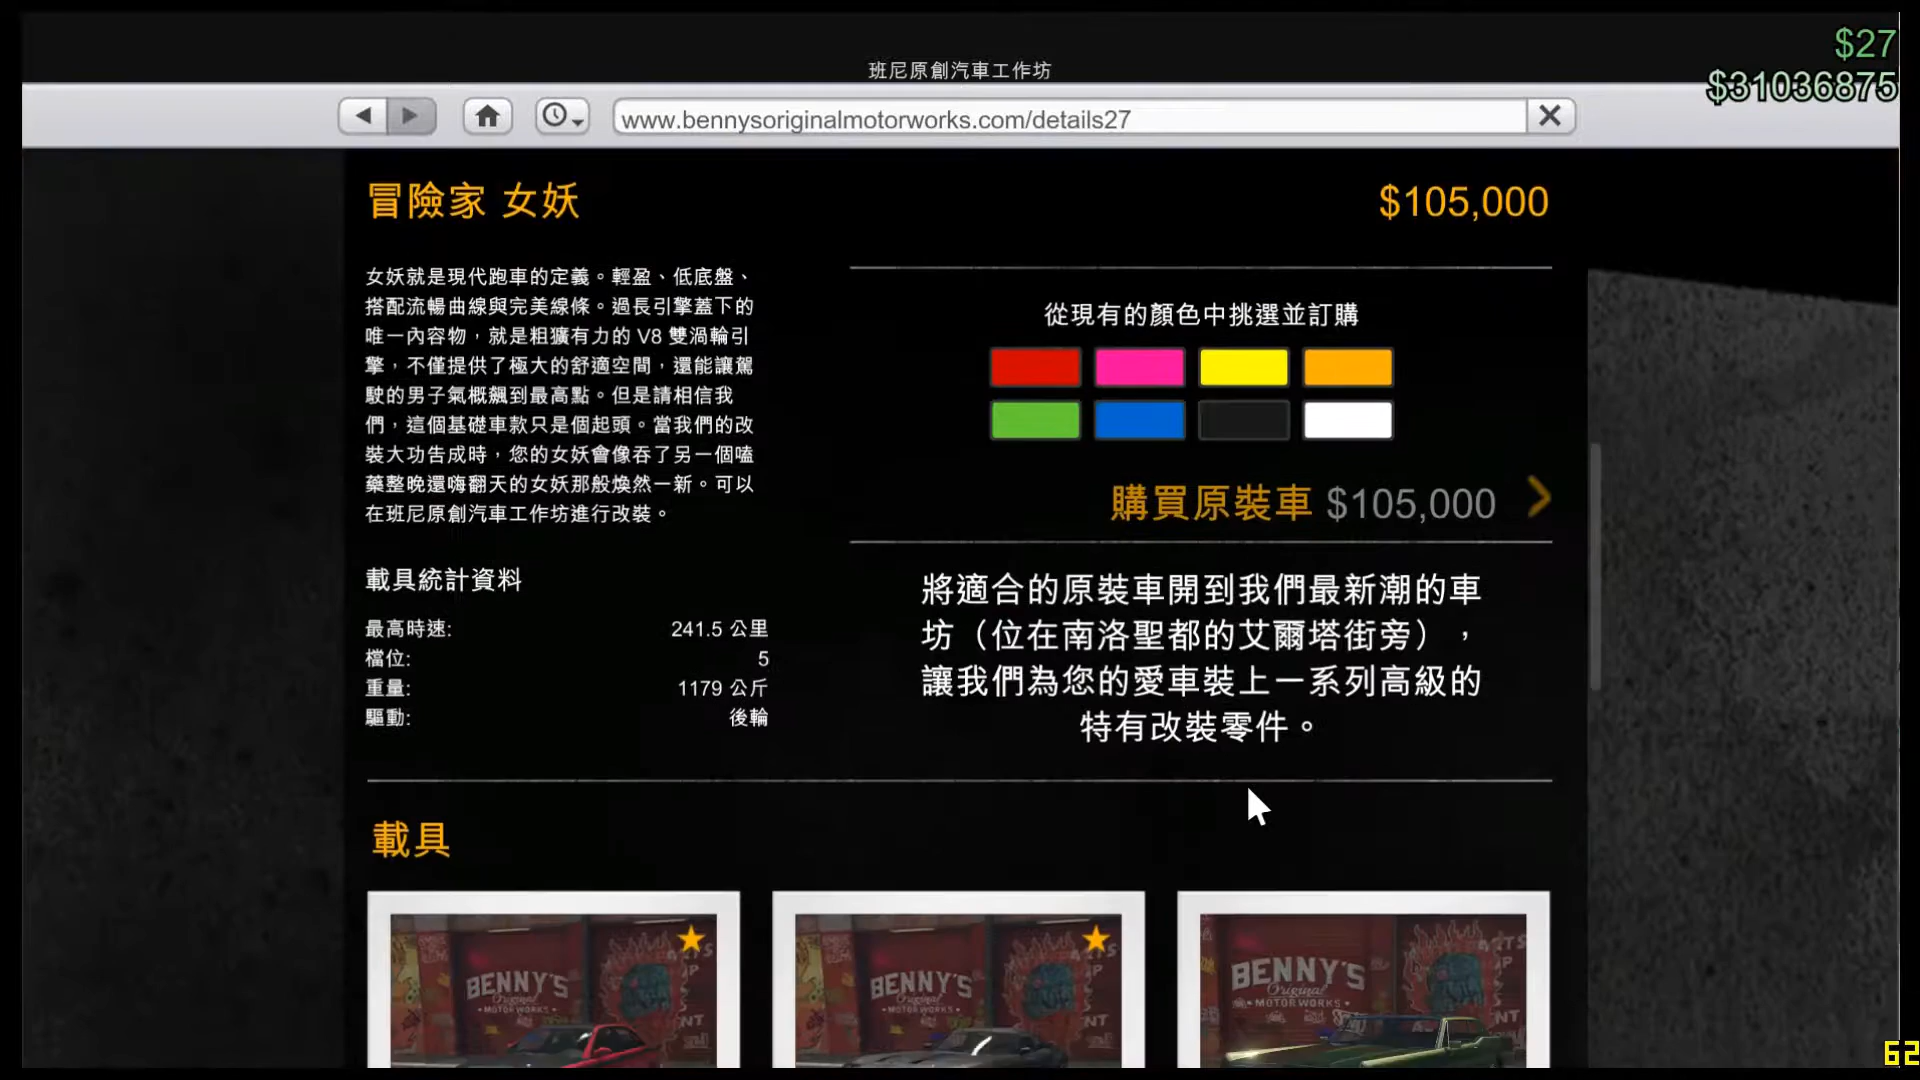 $27
班尼原創汽車工作坊
$31036875
www.bennysoriginalmotorworks.com/details27
冒險家 女妖
$105,000
女妖就是現代跑車的定義。輕盈、低底盤、
搭配流暢曲線與完美線條。過長引擎蓋下的
唯一內容物，就是粗獷有力的 V8 雙渦輪引
擎，不僅提供了極大的舒適空間，還能讓駕
駛的男子氣概飆到最高點。但是請相信我
們，這個基礎車款只是個起頭。當我們的改
裝大功告成時，您的女妖會像吞了另一個嗑
藥整晚還嗨翻天的女妖那般煥然一新。可以
在班尼原創汽車工作坊進行改裝。
從現有的顏色中挑選並訂購
購買原裝車 $105,000
載具統計資料
最高時速: 241.5 公里
檔位: 5
重量: 1179 公斤
驅動: 後輪
將適合的原裝車開到我們最新潮的車
坊（位在南洛聖都的艾爾塔街旁），
讓我們為您的愛車裝上一系列高級的
特有改裝零件。
載具
BENNY'S
Original
MOTORWORKS
BENNY'S
Original
MOTORWORKS
BENNY'S
Original
MOTORWORKS
62